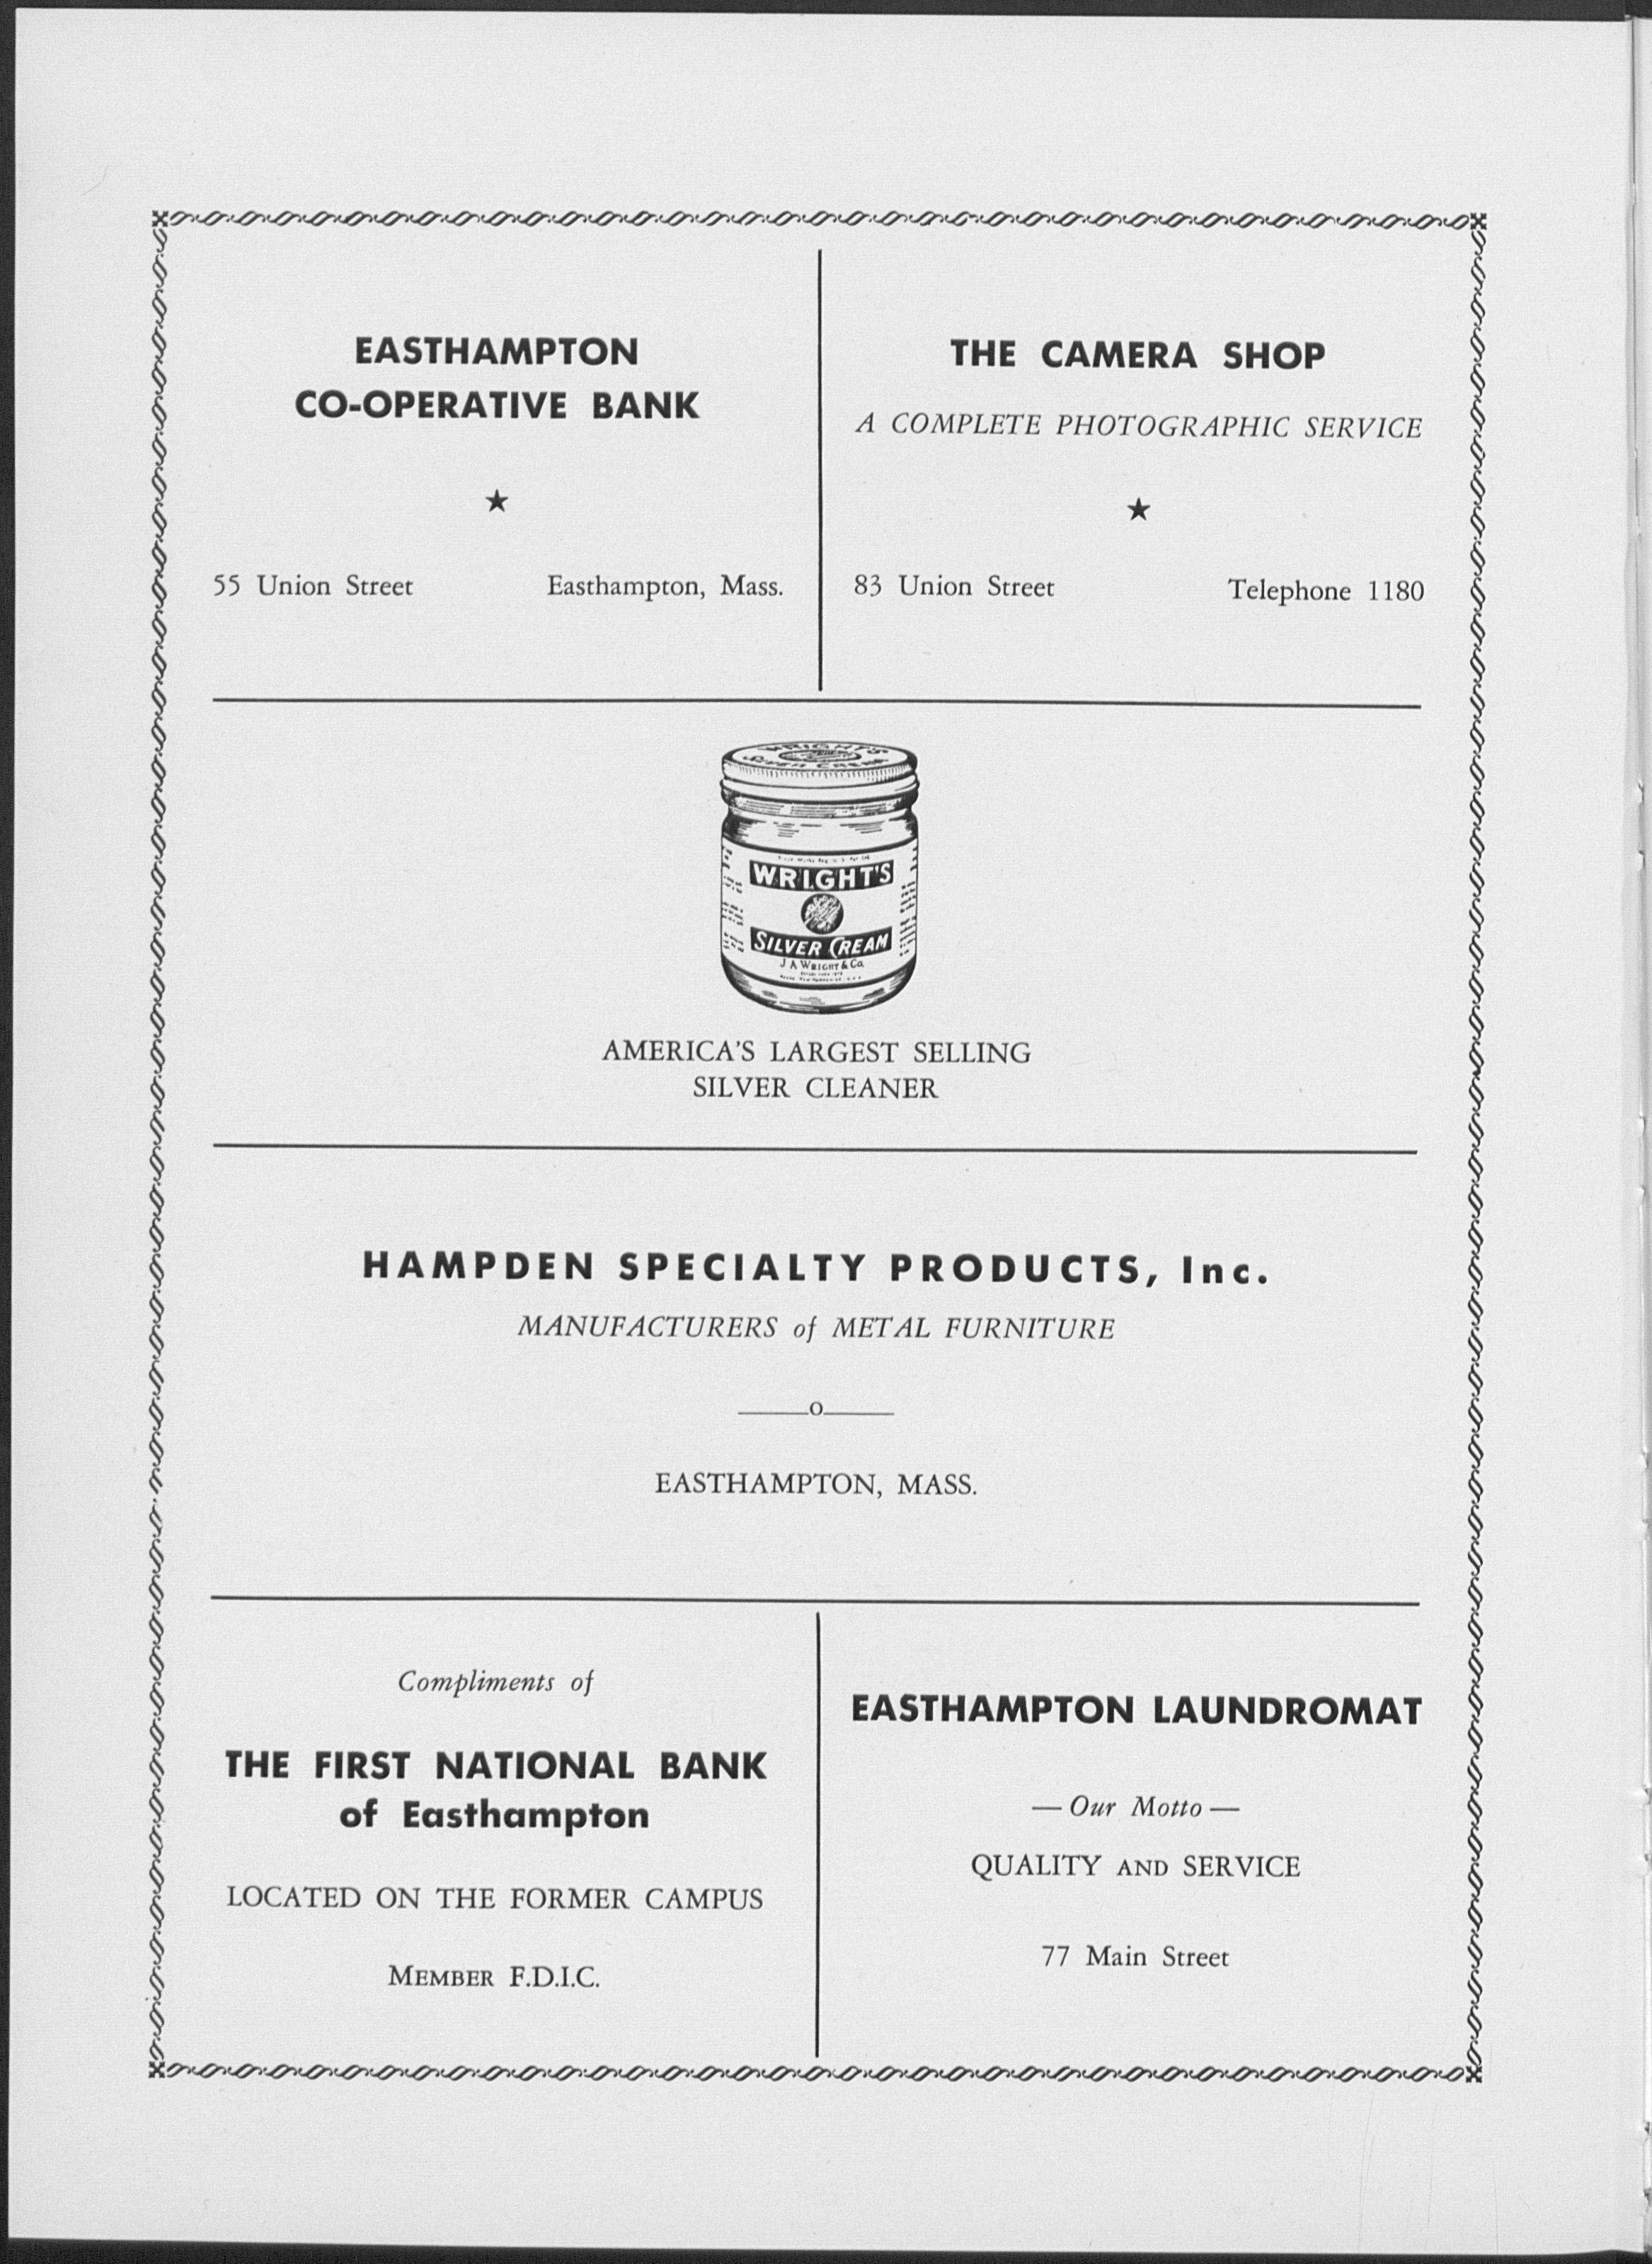 EASTHAMPTON
CO-OPERATIVE BANK
★
55 Union Street Easthampton, Mass.
THE CAMERA SHOP
A COMPLETE PHOTOGRAPHIC SERVICE
★
83 Union Street Telephone 1180
WRIGHT'S
SILVER CREAM
WRIGHT'S
SILVER CREAM
J. A. WRIGHT & Co.
AMERICA'S LARGEST SELLING
SILVER CLEANER
HAMPDEN SPECIALTY PRODUCTS, Inc.
MANUFACTURERS of METAL FURNITURE
———o———
EASTHAMPTON, MASS.
Compliments of
THE FIRST NATIONAL BANK
of Easthampton
LOCATED ON THE FORMER CAMPUS
MEMBER F.D.I.C.
EASTHAMPTON LAUNDROMAT
— Our Motto —
QUALITY AND SERVICE
77 Main Street